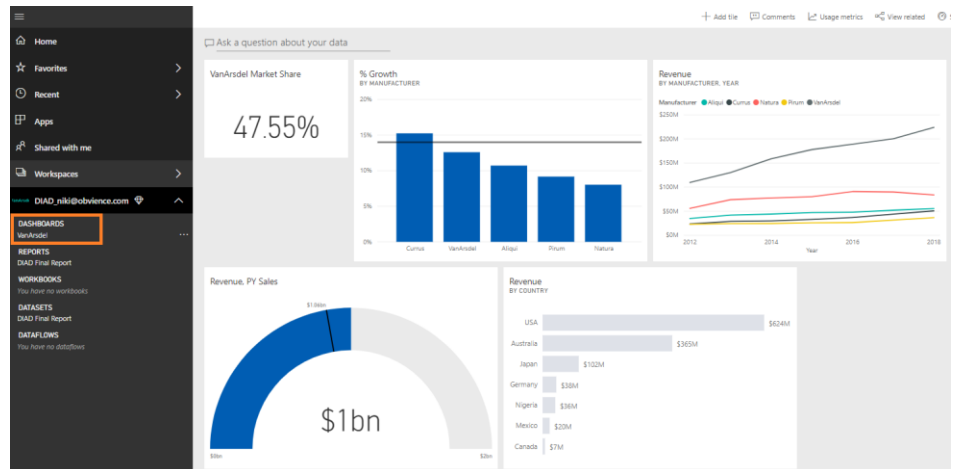 Add tile Comments Usage metrics View related
Home
Favorites
Recent
Apps
Shared with me
Workspaces
DIAD_niki@obvience.com
DASHBOARDS
VanArsdel
REPORTS
DIAD Final Report
WORKBOOKS
You have no workbooks
DATASETS
DIAD Final Report
DATAFLOWS
You have no dataflows
Ask a question about your data
VanArsdel Market Share
47.55%
% Growth
BY MANUFACTURER
20%
15%
10%
5%
0%
Currus VanArsdel Aliqui Pirum Natura
Revenue
BY MANUFACTURER, YEAR
Manufacturer Aliqui Currus Natura Pirum VanArsdel
$250M
$200M
$150M
$100M
$50M
$0M
2012 2014 2016 2018
Year
Revenue, PY Sales
$1bn
$0bn $2bn
Revenue
BY COUNTRY
USA $624M
Australia $365M
Japan $102M
Germany $38M
Nigeria $36M
Mexico $20M
Canada $7M